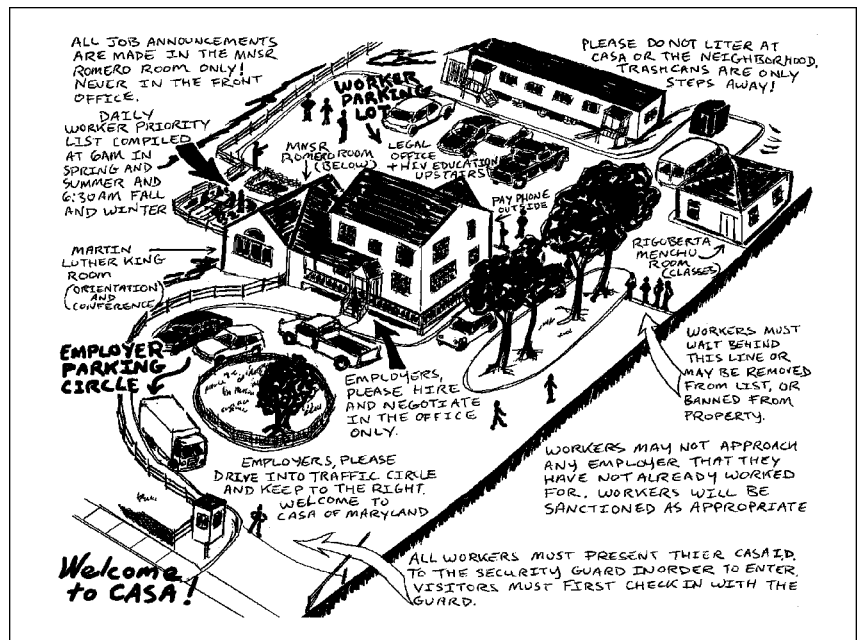 ALL JOB ANNOUNCEMENTS
ARE MADE IN THE MNSR
ROMERO ROOM ONLY!
NEVER IN THE FRONT
OFFICE.
DAILY
WORKER PRIORITY
LIST COMPILED
AT 6AM IN
SPRING AND
SUMMER AND
6:30AM FALL
AND WINTER
WORKER
PARKING
LOT
MNSR
ROMERO ROOM
(BELOW)
LEGAL
OFFICE
+ HIV EDUCATION
UPSTAIRS
PLEASE DO NOT LITER AT
CASA OR THE NEIGHBORHOOD.
TRASHCANS ARE ONLY
STEPS AWAY!
PAY PHONE
OUTSIDE
RIGOBERTA
MENCHU
ROOM
(CLASSES)
MARTIN
LUTHER KING
ROOM
(ORIENTATION
AND
CONFERENCE)
EMPLOYER
PARKING
CIRCLE
EMPLOYERS,
PLEASE HIRE
AND NEGOTIATE
IN THE OFFICE
ONLY.
WORKERS MUST
WAIT BEHIND
THIS LINE OR
MAY BE REMOVED
FROM LIST, OR
BANNED FROM
PROPERTY.
EMPLOYERS, PLEASE
DRIVE INTO TRAFFIC CIRCLE
AND KEEP TO THE RIGHT.
WELCOME TO
CASA OF MARYLAND
WORKERS MAY NOT APPROACH
ANY EMPLOYER THAT THEY
HAVE NOT ALREADY WORKED
FOR. WORKERS WILL BE
SANCTIONED AS APPROPRIATE
Welcome
to CASA!
ALL WORKERS MUST PRESENT THIER CASA I.D.
TO THE SECURITY GUARD IN ORDER TO ENTER.
VISITORS MUST FIRST CHECK IN WITH THE
GUARD.